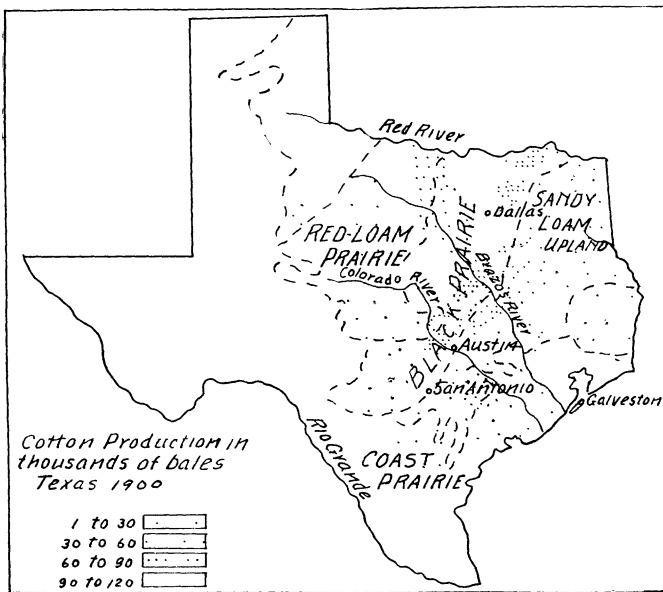 Red River
Dallas
SANDY
LOAM
UPLAND
RED-LOAM
PRAIRIE
BLACK PRAIRIE
Colorado River
Brazos River
Austin
San Antonio
Galveston
Rio Grande
COAST
PRAIRIE
Cotton Production in
thousands of bales
Texas 1900
1 to 30
30 to 60
60 to 90
90 to 120